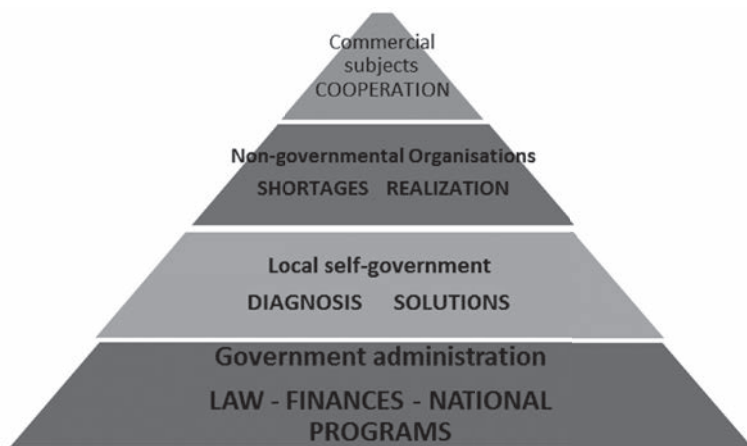 Commercial
subjects
COOPERATION
Non-governmental Organisations
SHORTAGES REALIZATION
Local self-government
DIAGNOSIS SOLUTIONS
Government administration
LAW - FINANCES - NATIONAL
PROGRAMS